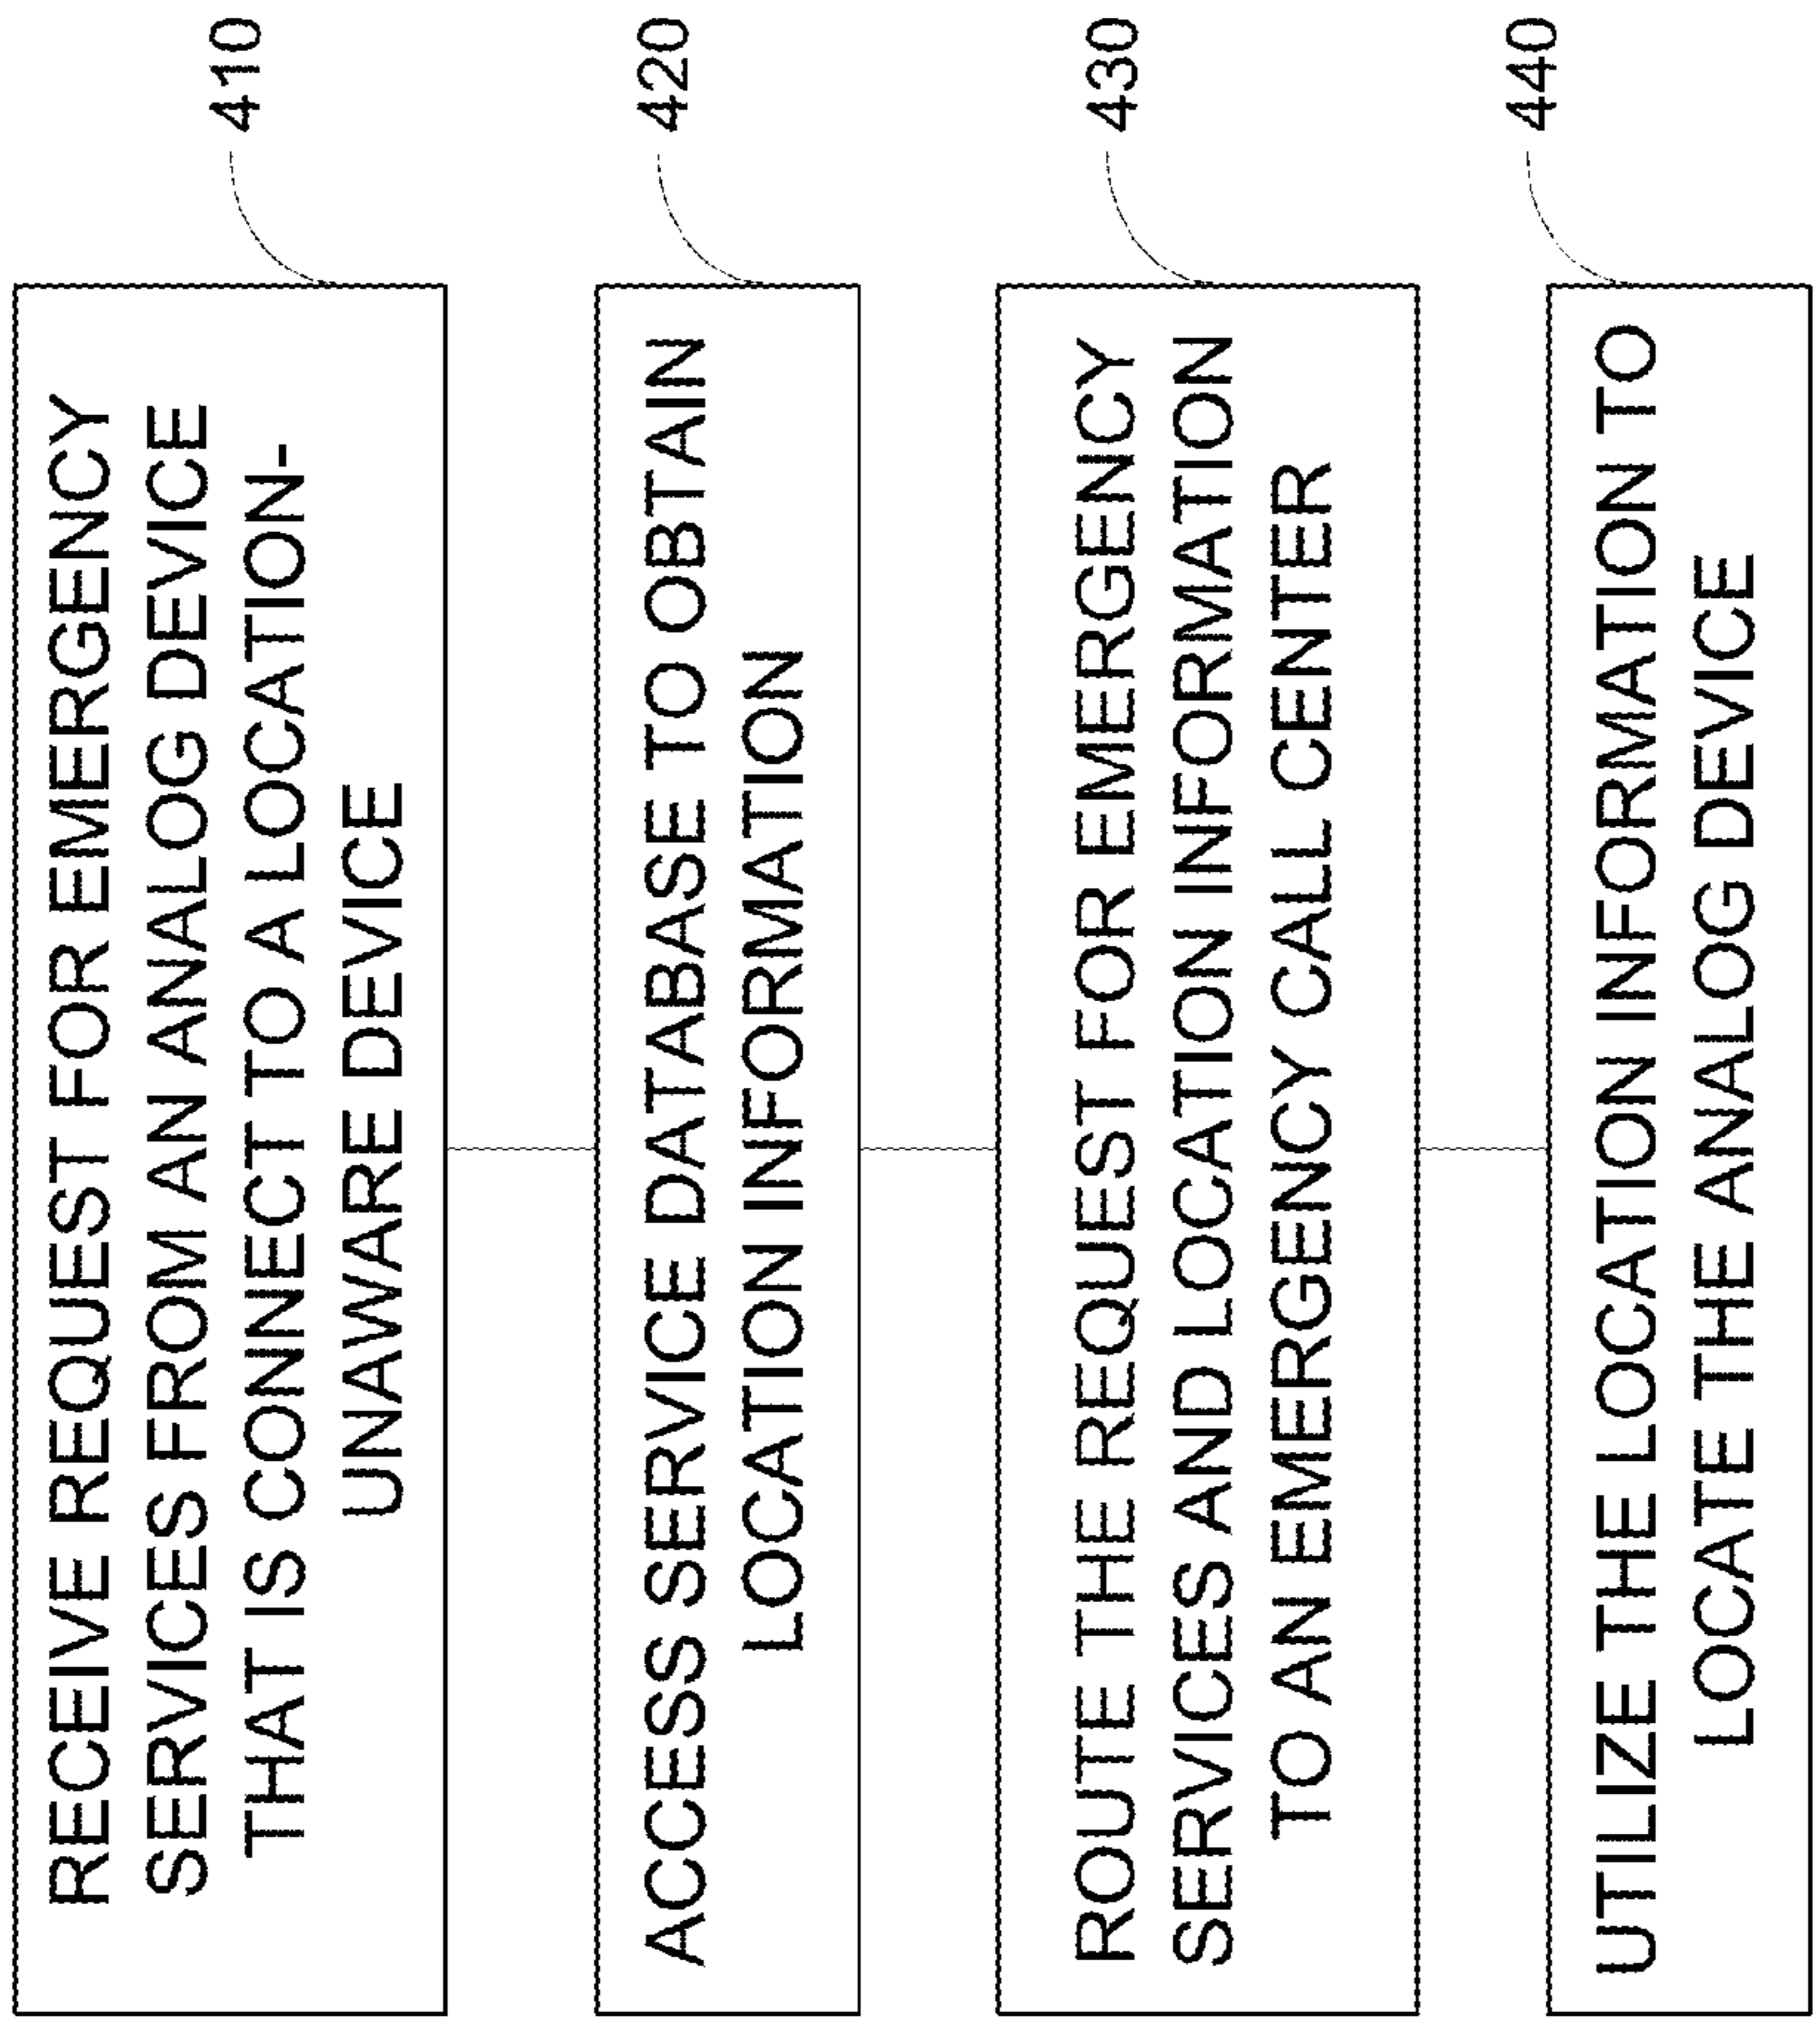 RECEIVE REQUEST FOR EMERGENCY
SERVICES FROM AN ANALOG DEVICE
THAT IS CONNECT TO A LOCATION-
UNAWARE DEVICE
410
ACCESS SERVICE DATABASE TO OBTAIN
LOCATION INFORMATION
420
ROUTE THE REQUEST FOR EMERGENCY
SERVICES AND LOCATION INFORMATION
TO AN EMERGENCY CALL CENTER
430
UTILIZE THE LOCATION INFORMATION TO
LOCATE THE ANALOG DEVICE
440